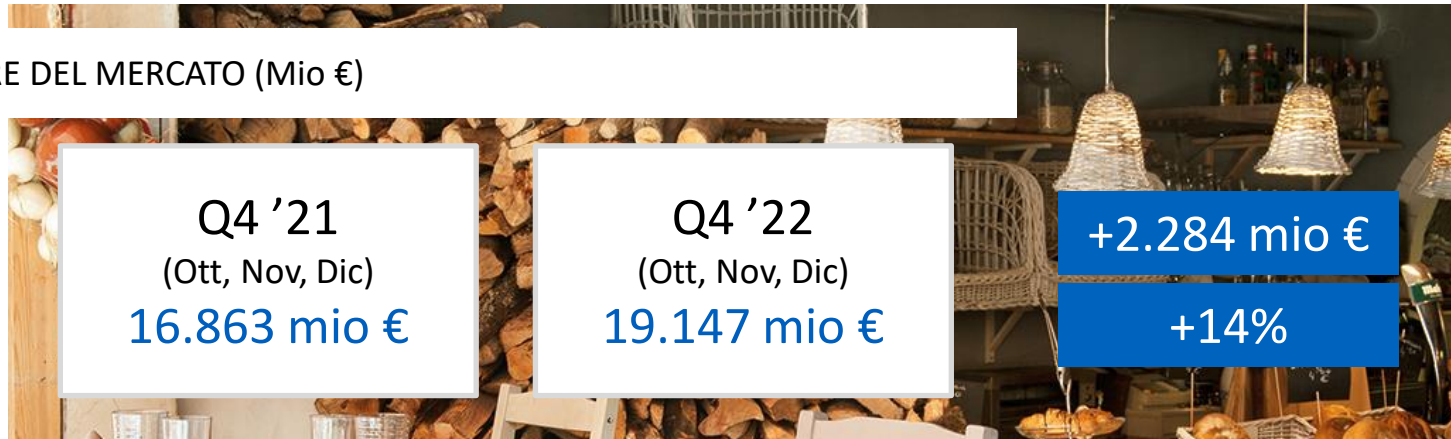 E DEL MERCATO (Mio €)
Q4 ’21
(Ott, Nov, Dic)
16.863 mio €
Q4 ’22
(Ott, Nov, Dic)
19.147 mio €
+2.284 mio €
+14%